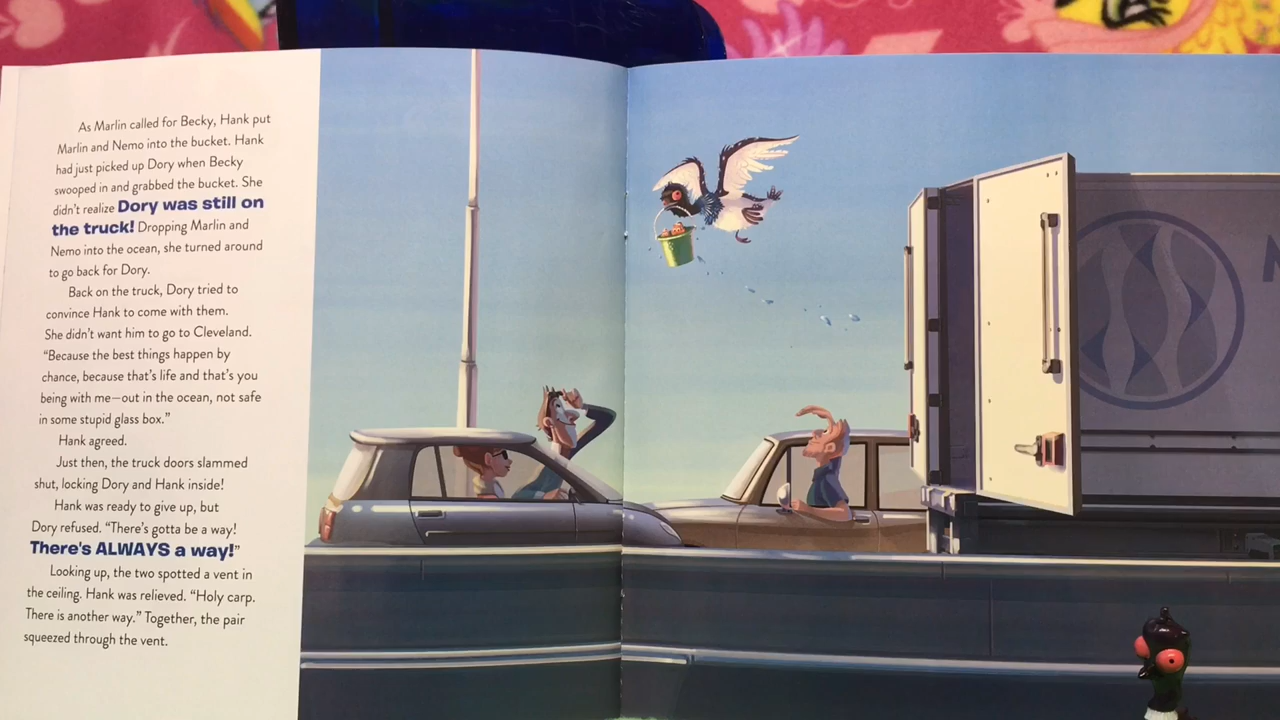 As Marlin called for Becky, Hank put
Marlin and Nemo into the bucket. Hank
had just picked up Dory when Becky
swooped in and grabbed the bucket. She
didn't realize Dory was still on
the truck! Dropping Marlin and
Nemo into the ocean, she turned around
to go back for Dory.
Back on the truck, Dory tried to
convince Hank to come with them.
She didn't want him to go to Cleveland.
“Because the best things happen by
chance, because that's life and that's you
being with me—out in the ocean, not safe
in some stupid glass box.”
Hank agreed.
Just then, the truck doors slammed
shut, locking Dory and Hank inside!
Hank was ready to give up, but
Dory refused. “There's gotta be a way!
There's ALWAYS a way!”
Looking up, the two spotted a vent in
the ceiling. Hank was relieved. “Holy carp.
There is another way.” Together, the pair
squeezed through the vent.